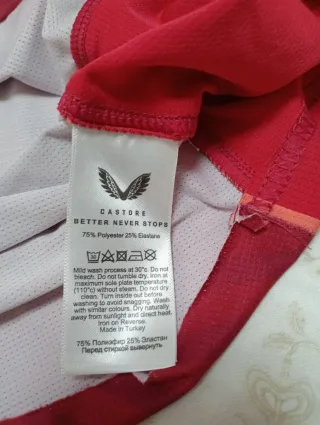 CASTORE
BETTER NEVER STOPS
75% Polyester 25% Elastane
Mild wash process at 30°c. Do not
bleach. Do not tumble dry. Iron at
maximum sole plate temperature
(110°c) without steam. Do not dry
clean. Turn inside out before
washing to avoid snagging. Wash
with similar colours. Dry naturally
away from sunlight and direct heat.
Iron on Reverse.
Made in Turkey
75% Полиэфир 25% Эластан
Перед стиркой вывернуть